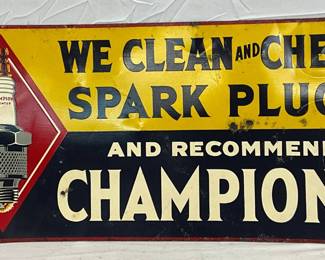 WE CLEAN AND CHE
SPARK PLUG
AND RECOMMEN
CHAMPION